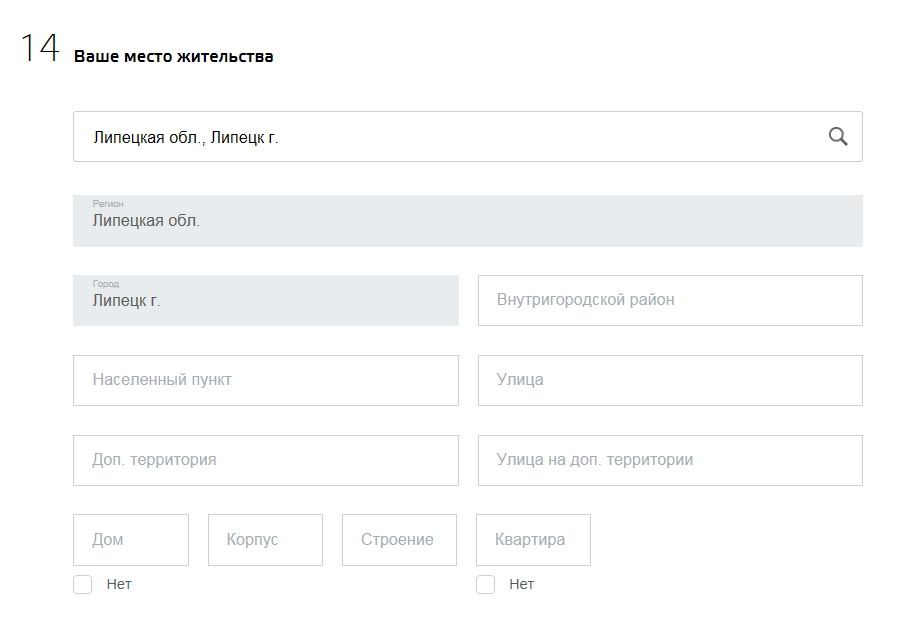 14 Ваше место жительства
Липецкая обл., Липецк г.
Регион
Липецкая обл.
Город
Липецк г.
Внутригородской район
Населенный пункт
Улица
Доп. территория
Улица на доп. территории
Дом
Корпус
Строение
Квартира
Нет
Нет